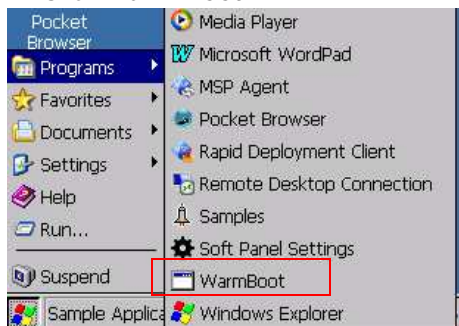 Pocket
Browser
Programs
Favorites
Documents
Settings
Help
Run...
Suspend
Sample Applica
Media Player
Microsoft WordPad
MSP Agent
Pocket Browser
Rapid Deployment Client
Remote Desktop Connection
Samples
Soft Panel Settings
WarmBoot
Windows Explorer